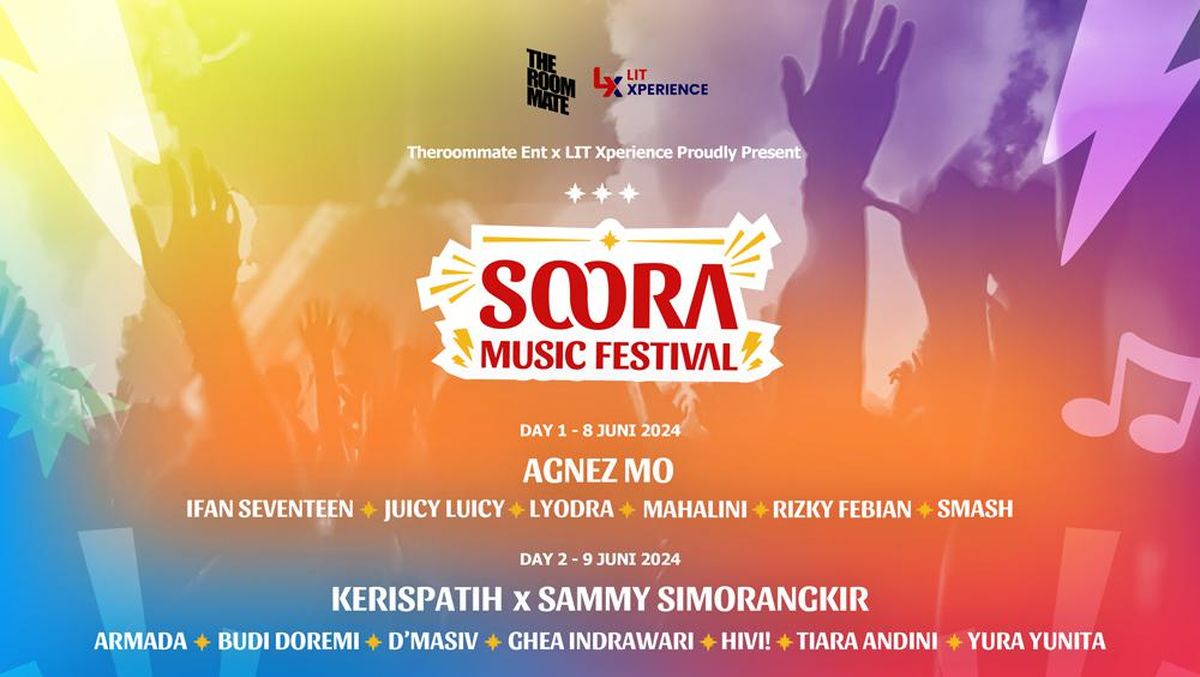 THE
ROOM
MATE
LX LIT
XPERIENCE
Theroommate Ent x LIT Xperience Proudly Present
SOORA
MUSIC FESTIVAL
DAY 1 - 8 JUNI 2024
AGNEZ MO
IFAN SEVENTEEN JUICY LUICY LYODRA MAHALINI RIZKY FEBIAN SMASH
DAY 2 - 9 JUNI 2024
KERISPATIH x SAMMY SIMORANGKIR
ARMADA BUDI DOREMI D'MASIV GHEA INDRAWARI HIVI! TIARA ANDINI YURA YUNITA